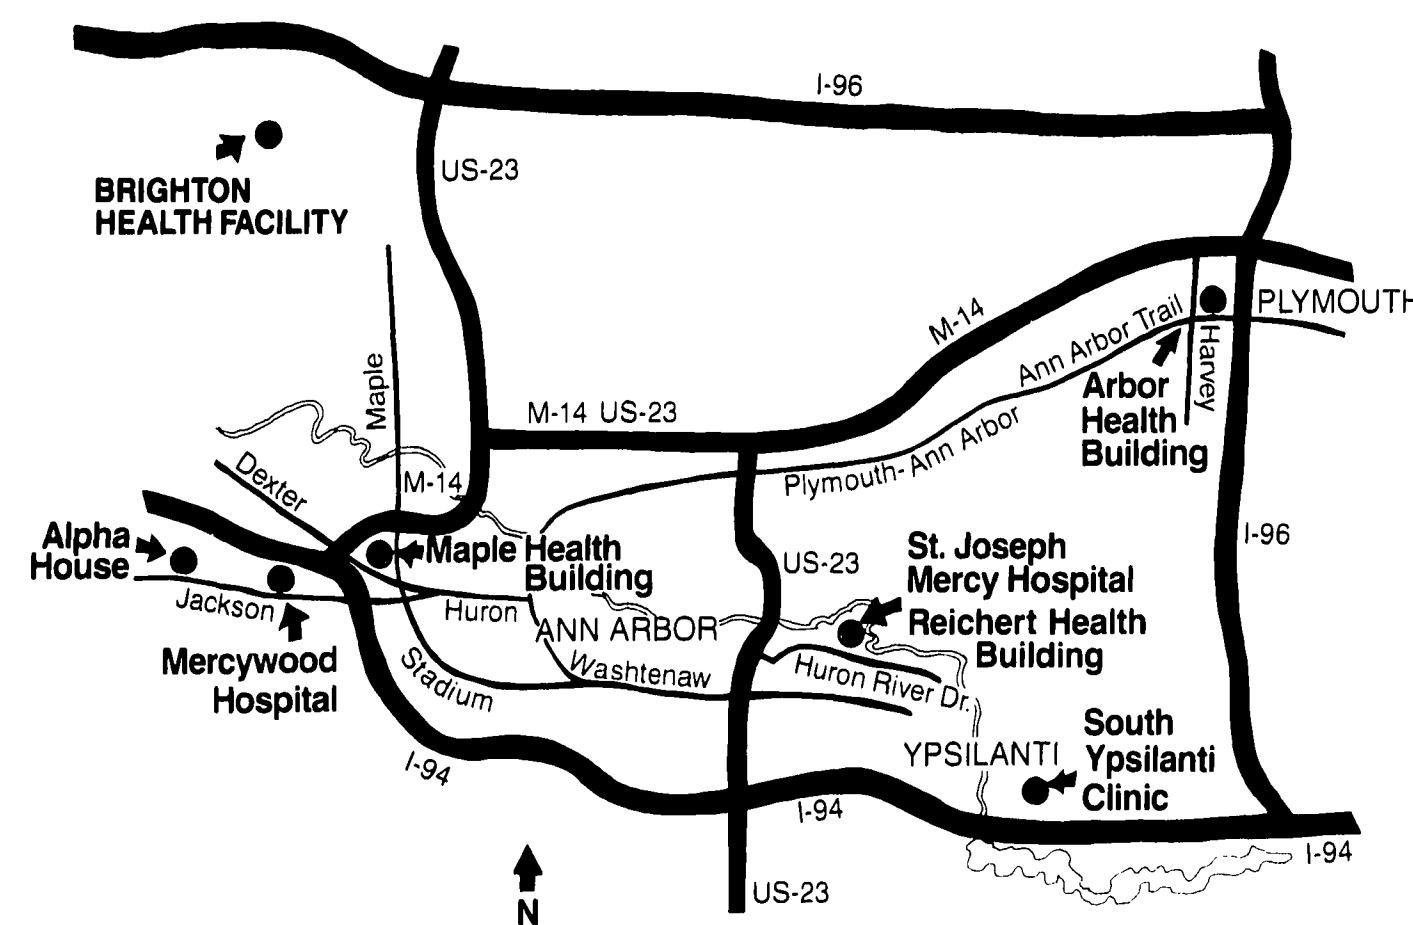 I-96
US-23
BRIGHTON
HEALTH FACILITY
PLYMOUTH
M-14
Ann Arbor Trail
Harvey
Maple
Arbor
Health
Building
M-14 US-23
Plymouth-Ann Arbor
Dexter
M-14
Alpha
House
Maple Health
Building
US-23
St. Joseph
Mercy Hospital
I-96
Jackson
Huron
ANN ARBOR
Reichert Health
Building
Mercywood
Hospital
Stadium
Washtenaw
Huron River Dr.
South
Ypsilanti
Clinic
YPSILANTI
I-94
I-94
I-94
US-23
N